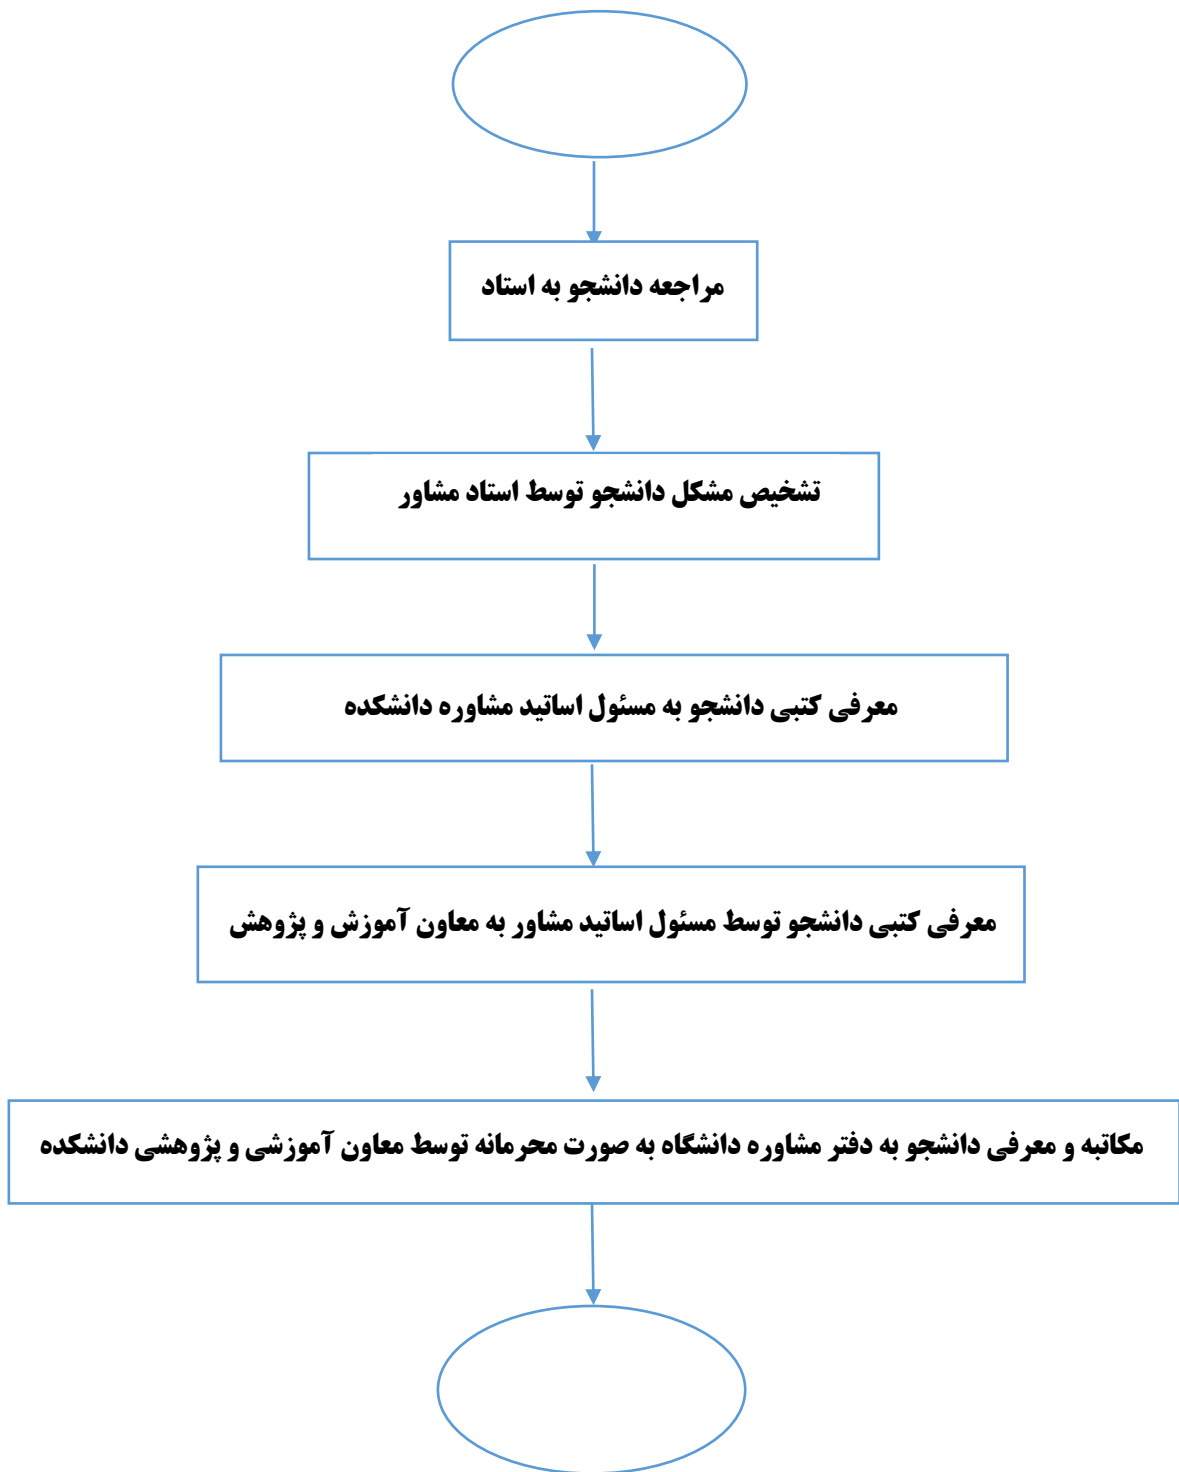 مراجعه دانشجو به استاد
تشخیص مشکل دانشجو توسط استاد مشاور
معرفی کتبی دانشجو به مسئول اساتید مشاوره دانشکده
معرفی کتبی دانشجو توسط مسئول اساتید مشاور به معاون آموزش و پژوهش
مکاتبه و معرفی دانشجو به دفتر مشاوره دانشگاه به صورت محرمانه توسط معاون آموزشی و پژوهشی دانشکده